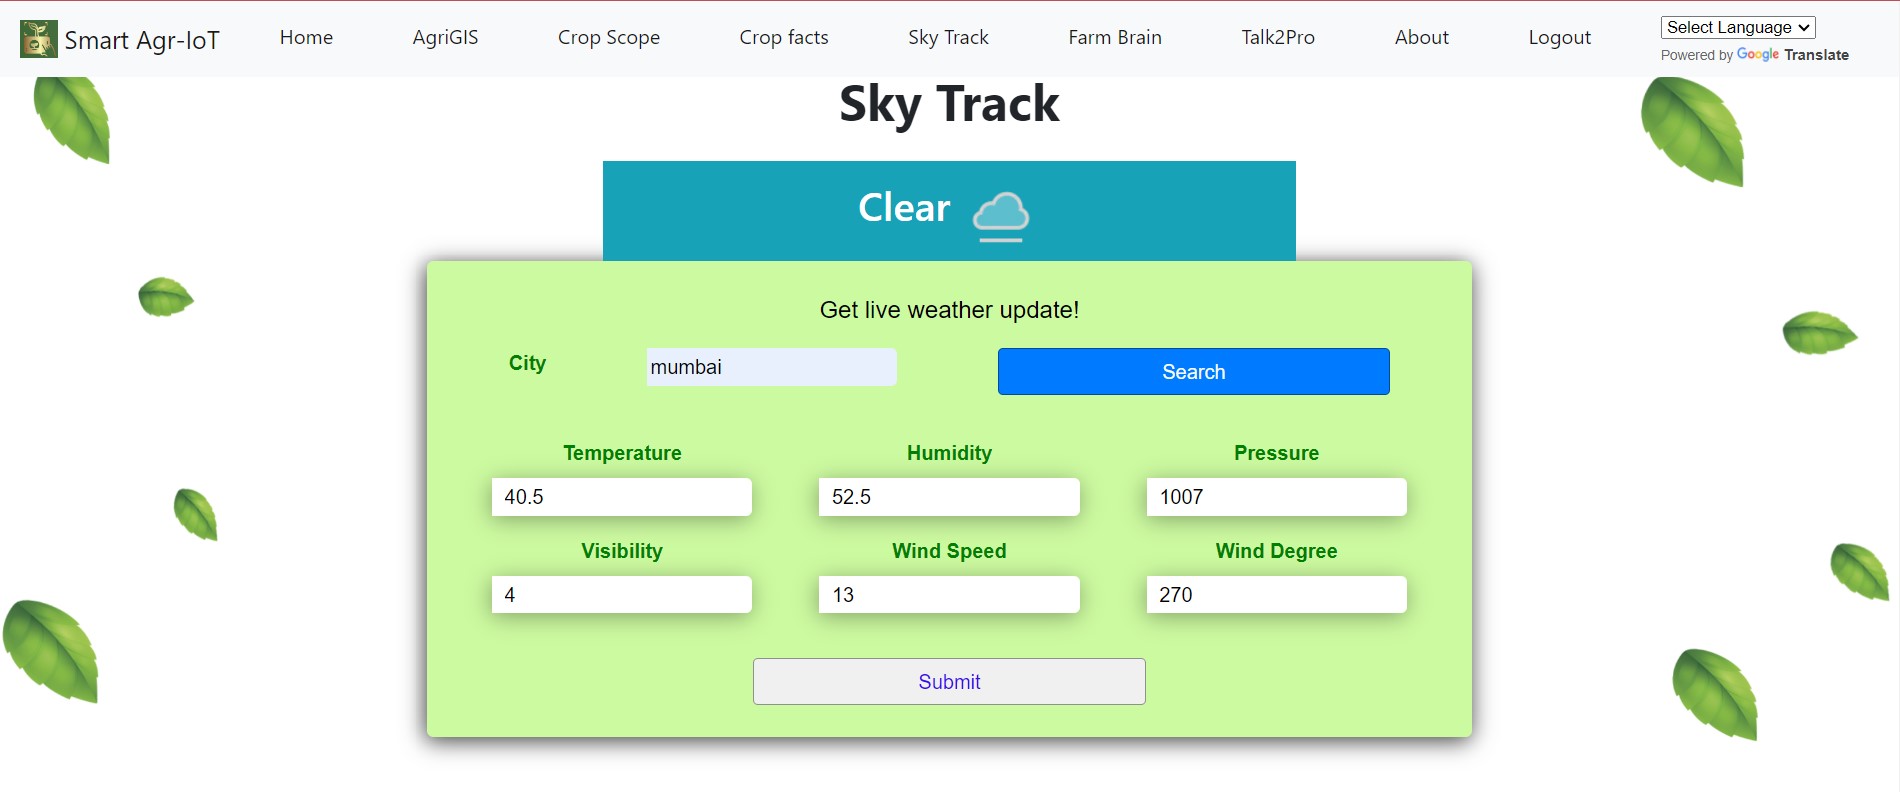 Smart Agr-IoT Home AgriGIS Crop Scope Crop facts Sky Track Farm Brain Talk2Pro About Logout Select Language
Powered by Google Translate
Sky Track
Clear
Get live weather update!
City mumbai Search
Temperature Humidity Pressure
40.5 52.5 1007
Visibility Wind Speed Wind Degree
4 13 270
Submit